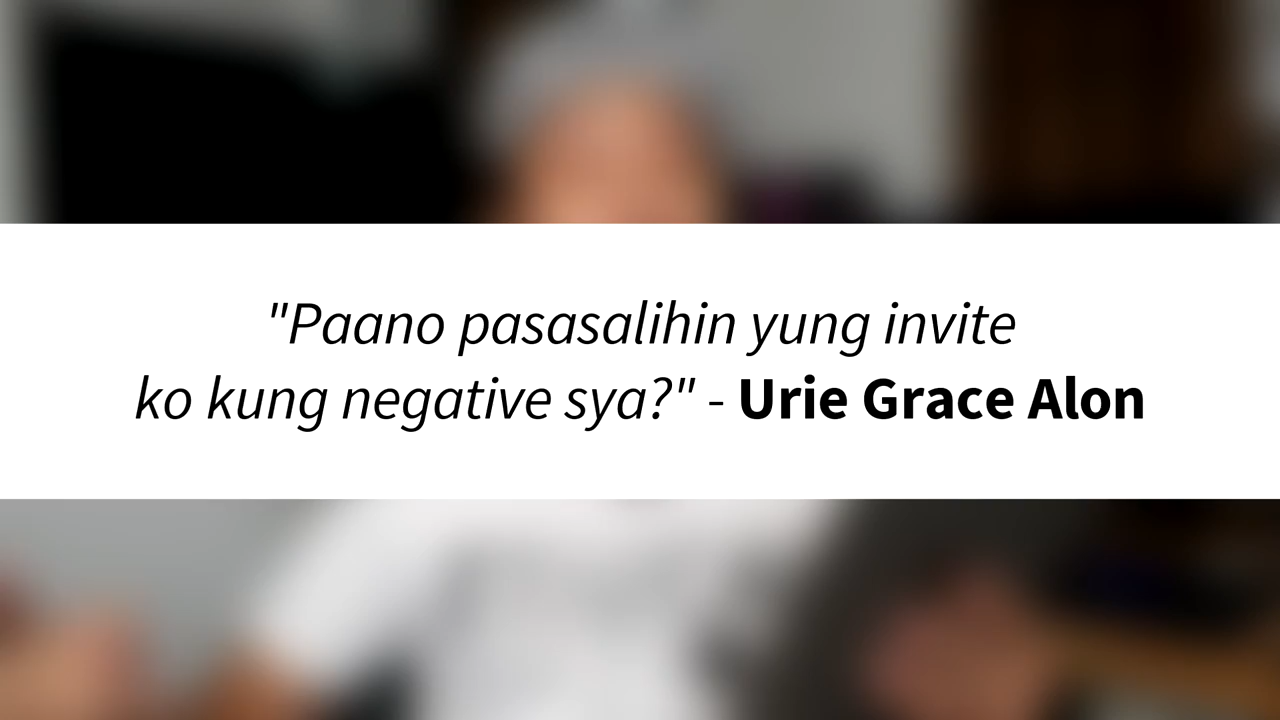 "Paano pasasalihin yung invite
ko kung negative sya?" - Urie Grace Alon